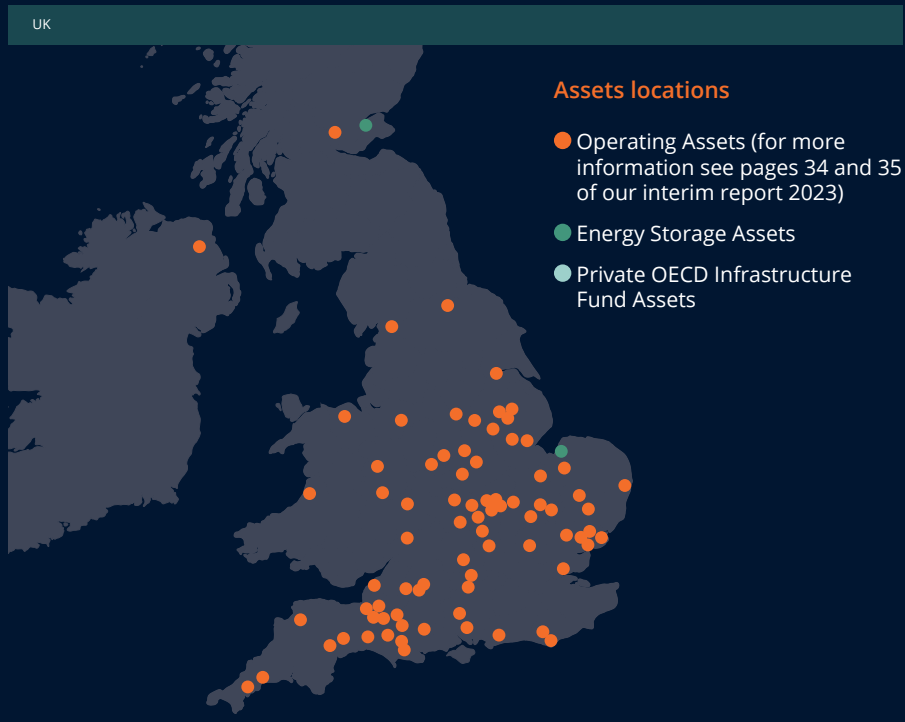 UK
Assets locations
Operating Assets (for more
information see pages 34 and 35
of our interim report 2023)
Energy Storage Assets
Private OECD Infrastructure
Fund Assets